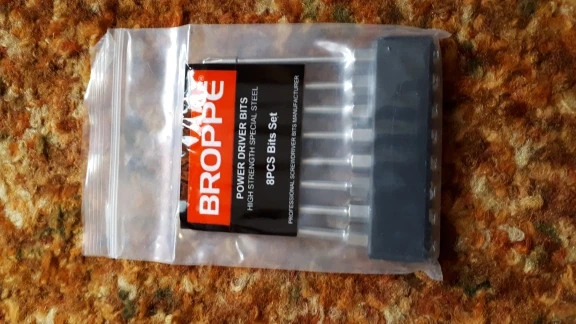 BROPPE
POWER DRIVER BITS
HIGH STRENGTH SPECIAL STEEL
8PCS Bits Set
PROFESSIONAL SCREWDRIVER BITS MANUFACTURER